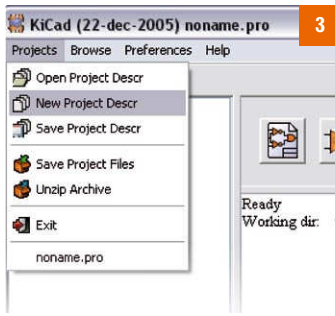 KiCad (22-dec-2005) noname.pro
3
Projects Browse Preferences Help
Open Project Descr
New Project Descr
Save Project Descr
Save Project Files
Unzip Archive
Exit
noname.pro
Ready
Working dir: